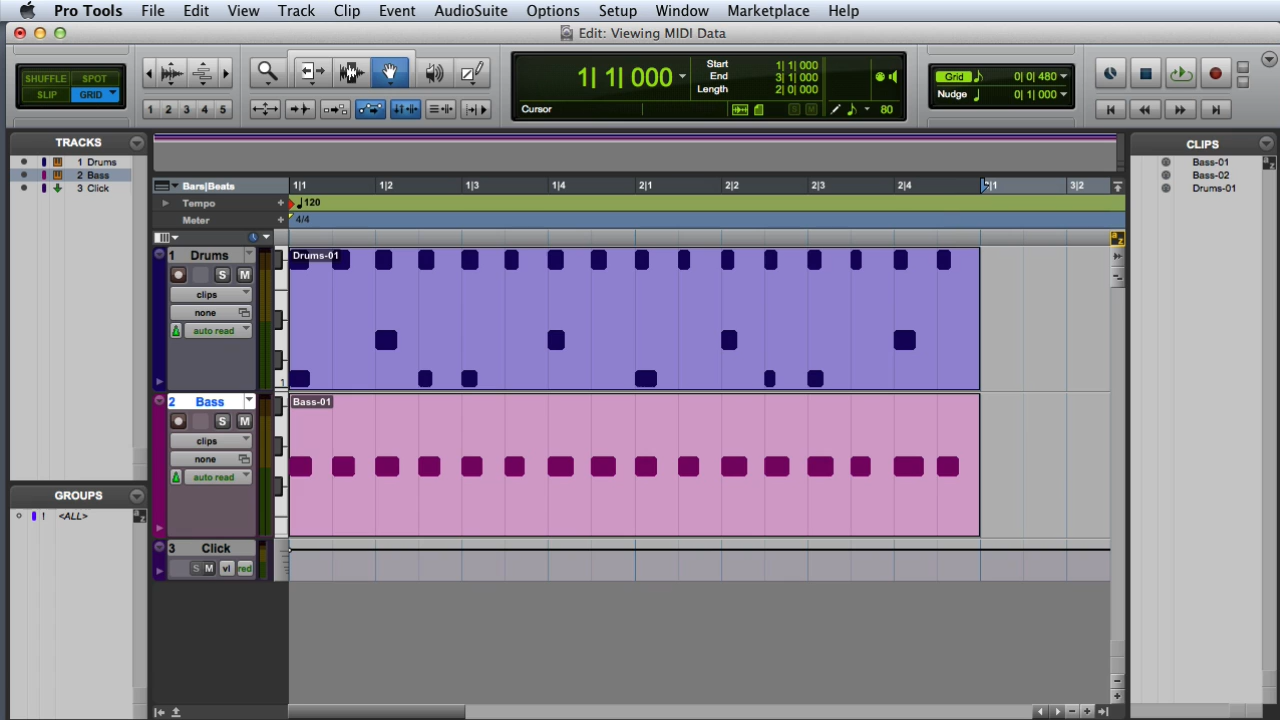 Pro Tools File Edit View Track Clip Event AudioSuite Options Setup Window Marketplace Help
Edit: Viewing MIDI Data
SHUFFLE SPOT
SLIP GRID
1 2 3 4 5
1| 1| 000
Start 1| 1| 000
End 3| 1| 000
Length 2| 0| 000
Cursor
80
Grid 0| 0| 480
Nudge 0| 1| 000
TRACKS
1 Drums
2 Bass
3 Click
GROUPS
! <ALL>
Bars|Beats
1|1 1|2 1|3 1|4 2|1 2|2 2|3 2|4 3|1 3|2
Tempo
120
Meter
4/4
1 Drums
S M
clips
none
auto read
Drums-01
1
2 Bass
S M
clips
none
auto read
Bass-01
3 Click
S M vl red
CLIPS
Bass-01
Bass-02
Drums-01